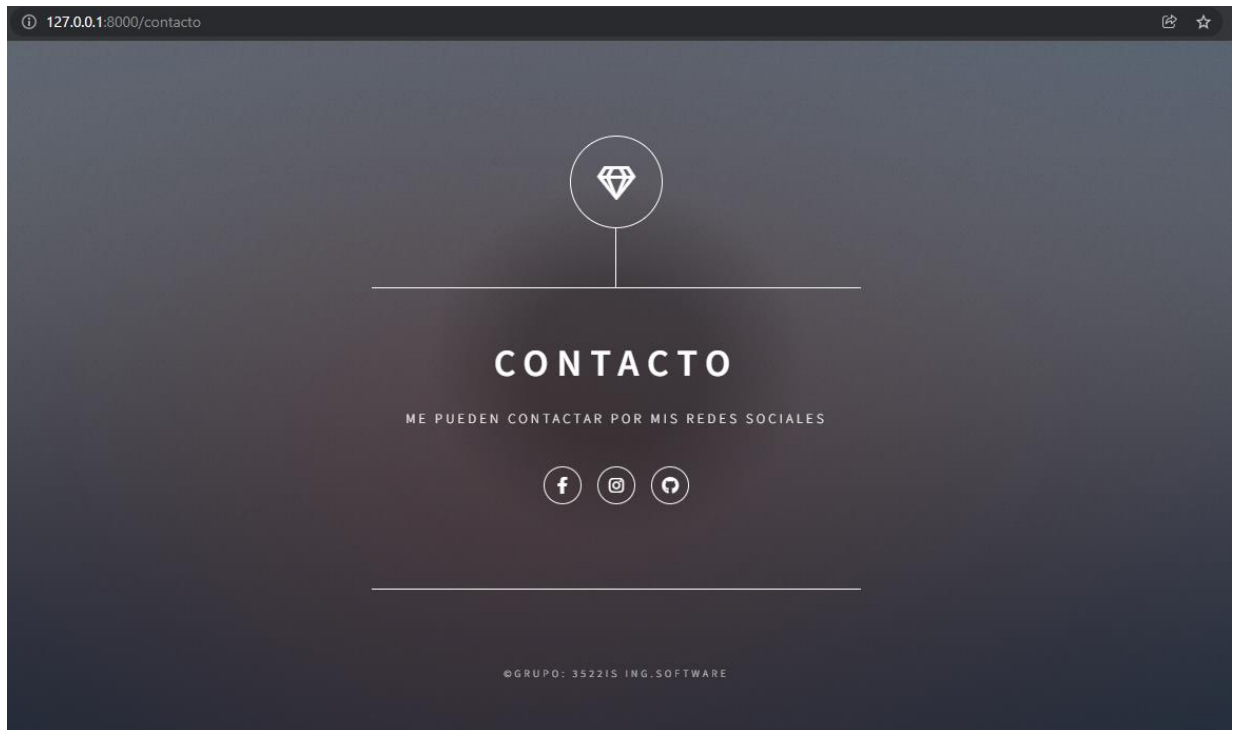 127.0.0.1:8000/contacto
CONTACTO
ME PUEDEN CONTACTAR POR MIS REDES SOCIALES
©GRUPO: 3522IS ING.SOFTWARE